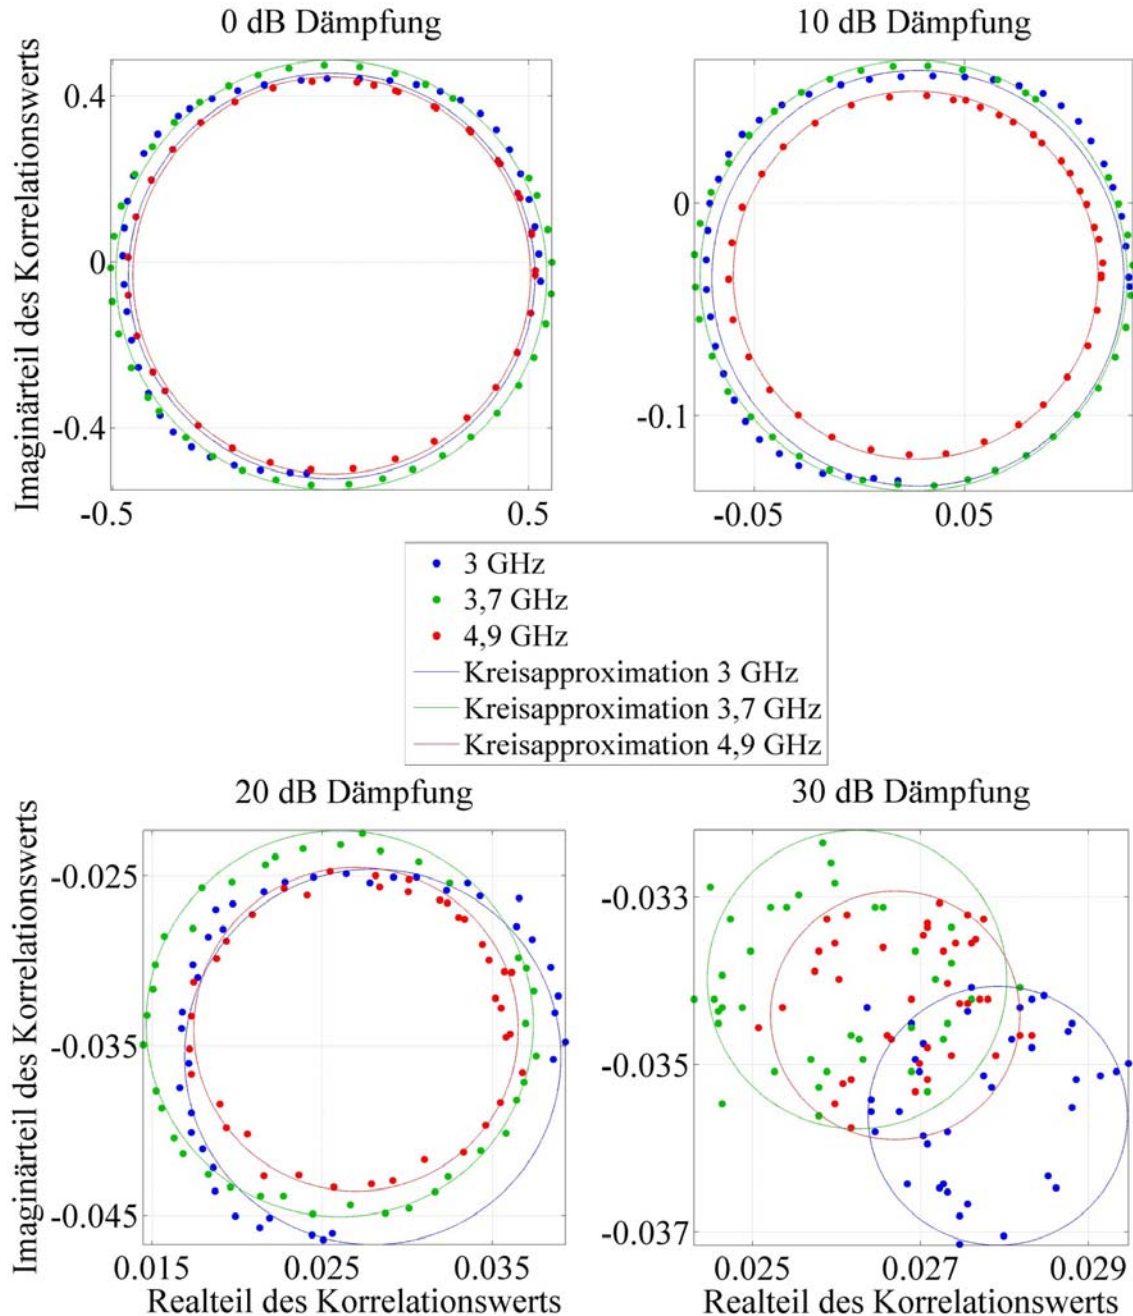 0 dB Dämpfung
10 dB Dämpfung
Imaginärteil des Korrelationswerts
0.4
0
-0.4
-0.5
0.5
0
-0.1
-0.05
0.05
3 GHz
3,7 GHz
4,9 GHz
Kreisapproximation 3 GHz
Kreisapproximation 3,7 GHz
Kreisapproximation 4,9 GHz
20 dB Dämpfung
30 dB Dämpfung
Imaginärteil des Korrelationswerts
-0.025
-0.035
-0.045
0.015
0.025
0.035
-0.033
-0.035
-0.037
0.025
0.027
0.029
Realteil des Korrelationswerts
Realteil des Korrelationswerts